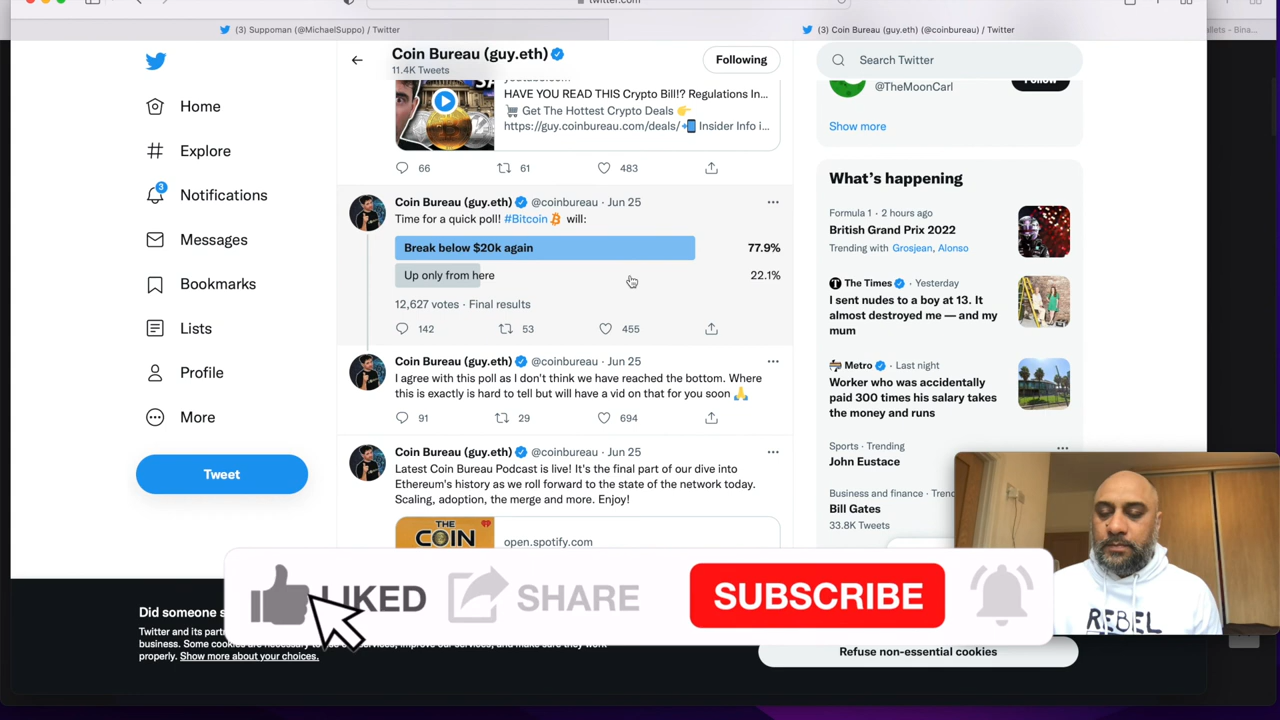 twitter.com
(3) Suppoman (@MichaelSuppo) / Twitter
(3) Coin Bureau (guy.eth) (@coinbureau) / Twitter
allets - Bina...
Home
Explore
3
Notifications
Messages
Bookmarks
Lists
Profile
More
Tweet
Coin Bureau (guy.eth)
11.4K Tweets
Following
youtube.com
HAVE YOU READ THIS Crypto Bill!? Regulations In...
🛒 Get The Hottest Crypto Deals 👉
https://guy.coinbureau.com/deals/📲 Insider Info i...
66 61 483
Coin Bureau (guy.eth) @coinbureau · Jun 25
Time for a quick poll! #Bitcoin will:
Break below $20k again 77.9%
Up only from here 22.1%
12,627 votes · Final results
142 53 455
Coin Bureau (guy.eth) @coinbureau · Jun 25
I agree with this poll as I don't think we have reached the bottom. Where
this is exactly is hard to tell but will have a vid on that for you soon 🙏
91 29 694
Coin Bureau (guy.eth) @coinbureau · Jun 25
Latest Coin Bureau Podcast is live! It's the final part of our dive into
Ethereum's history as we roll forward to the state of the network today.
Scaling, adoption, the merge and more. Enjoy!
THE
COIN
open.spotify.com
Search Twitter
@TheMoonCarl
Follow
Show more
What's happening
Formula 1 · 2 hours ago
British Grand Prix 2022
Trending with Grosjean, Alonso
The Times · Yesterday
I sent nudes to a boy at 13. It
almost destroyed me — and my
mum
Metro · Last night
Worker who was accidentally
paid 300 times his salary takes
the money and runs
Sports · Trending
John Eustace
Business and finance · Trend
Bill Gates
33.8K Tweets
Did someone s
Twitter and its part
business. Some cookies are necessary to
properly. Show more about your choices.
Refuse non-essential cookies
LIKED
SHARE
SUBSCRIBE
REBEL